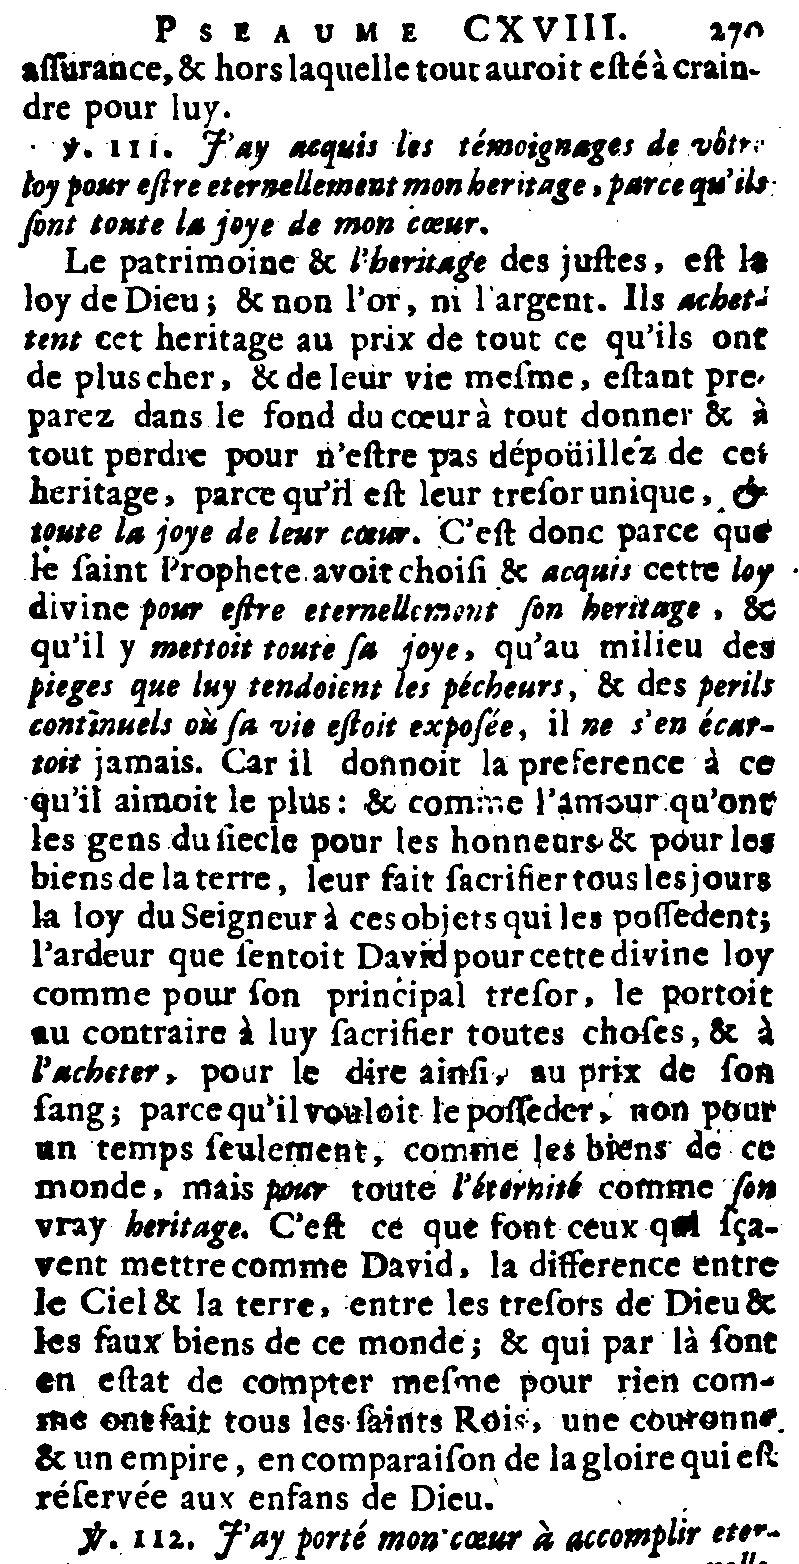 PSEAUME CXVIII. 270
aſſurance, & hors laquelle tout auroit eſté à crain-
dre pour luy.
℣. 111. J'ay acquis les témoignages de vôtre
loy pour eſtre eternellement mon heritage, parce qu'ils
ſont toute la joye de mon cœur.
Le patrimoine & l'heritage des juſtes, eſt la
loy de Dieu; & non l'or, ni l'argent. Ils achet-
tent cet heritage au prix de tout ce qu'ils ont
de plus cher, & de leur vie meſme, eſtant pre-
parez dans le fond du cœur à tout donner & à
tout perdre pour n'eſtre pas dépoüillez de cet
heritage, parce qu'il eſt leur treſor unique, &
toute la joye de leur cœur. C'eſt donc parce que
le ſaint Prophete avoit choiſi & acquis cette loy
divine pour eſtre eternellement ſon heritage, &
qu'il y mettoit toute ſa joye, qu'au milieu des
pieges que luy tendoient les pécheurs, & des perils
continuels où ſa vie eſtoit expoſée, il ne s'en écar-
toit jamais. Car il donnoit la preference à ce
qu'il aimoit le plus: & comme l'amour qu'ont
les gens du ſiecle pour les honneurs & pour les
biens de la terre, leur fait ſacrifier tous les jours
la loy du Seigneur à ces objets qui les poſſedent;
l'ardeur que ſentoit David pour cette divine loy
comme pour ſon principal treſor, le portoit
au contraire à luy ſacrifier toutes choſes, & à
l'acheter, pour le dire ainſi, au prix de ſon
ſang; parce qu'il vouloit le poſſeder, non pour
un temps ſeulement, comme les biens de ce
monde, mais pour toute l'éternité comme ſon
vray heritage. C'eſt ce que font ceux qui ſça-
vent mettre comme David, la difference entre
le Ciel & la terre, entre les treſors de Dieu &
les faux biens de ce monde; & qui par là ſont
en eſtat de compter meſme pour rien com-
me ont fait tous les ſaints Rois, une couronne
& un empire, en comparaiſon de la gloire qui eſt
réſervée aux enfans de Dieu.
℣. 112. J'ay porté mon cœur à accomplir eter-